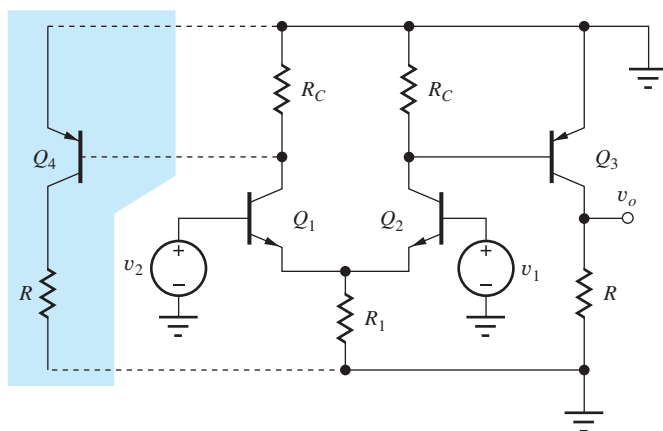 R_C
R_C
Q_4
Q_3
v_o
Q_1
Q_2
v_2
v_1
R
R_1
R
+
−
+
−